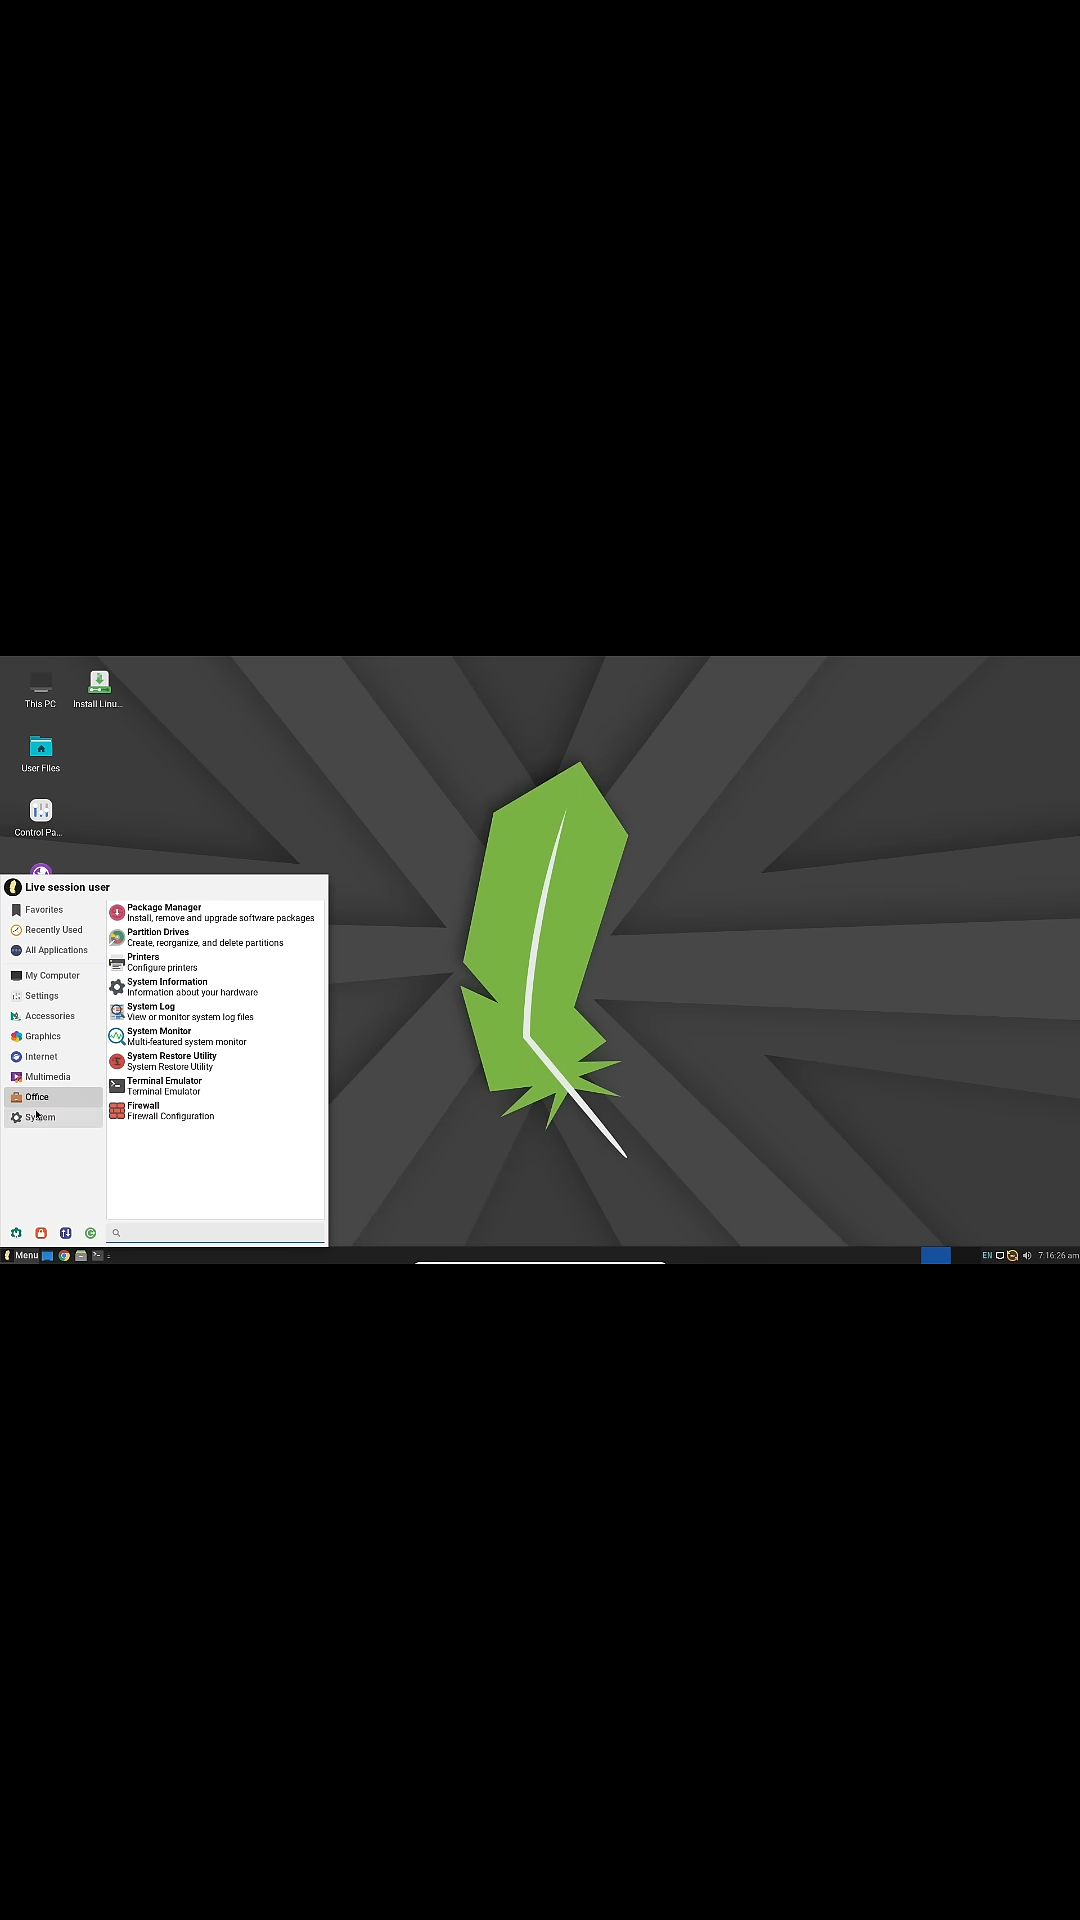 This PC
Install Linu...
User Files
Control Pa...
Live session user
Favorites
Recently Used
All Applications
My Computer
Settings
Accessories
Graphics
Internet
Multimedia
Office
System
Package Manager
Install, remove and upgrade software packages
Partition Drives
Create, reorganize, and delete partitions
Printers
Configure printers
System Information
Information about your hardware
System Log
View or monitor system log files
System Monitor
Multi-featured system monitor
System Restore Utility
System Restore Utility
Terminal Emulator
Terminal Emulator
Firewall
Firewall Configuration
Menu
EN
7:16:26 am